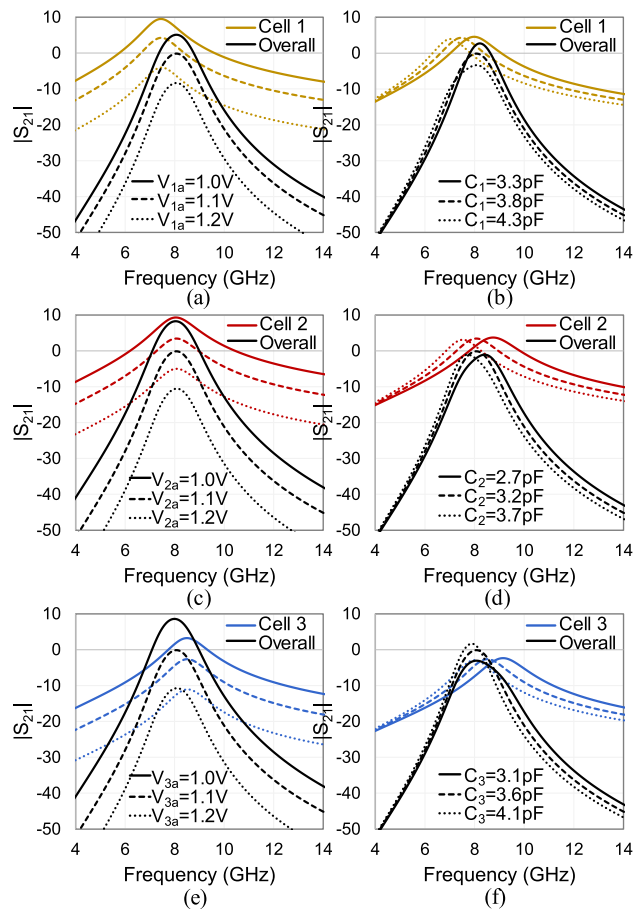 10
0
-10
-20
-30
-40
-50
|S21|
Cell 1
Overall
V1a=1.0V
V1a=1.1V
V1a=1.2V
4 6 8 10 12 14
Frequency (GHz)
(a)
10
0
-10
-20
-30
-40
-50
|S21|
Cell 1
Overall
C1=3.3pF
C1=3.8pF
C1=4.3pF
4 6 8 10 12 14
Frequency (GHz)
(b)
10
0
-10
-20
-30
-40
-50
|S21|
Cell 2
Overall
V2a=1.0V
V2a=1.1V
V2a=1.2V
4 6 8 10 12 14
Frequency (GHz)
(c)
10
0
-10
-20
-30
-40
-50
|S21|
Cell 2
Overall
C2=2.7pF
C2=3.2pF
C2=3.7pF
4 6 8 10 12 14
Frequency (GHz)
(d)
10
0
-10
-20
-30
-40
-50
|S21|
Cell 3
Overall
V3a=1.0V
V3a=1.1V
V3a=1.2V
4 6 8 10 12 14
Frequency (GHz)
(e)
10
0
-10
-20
-30
-40
-50
|S21|
Cell 3
Overall
C3=3.1pF
C3=3.6pF
C3=4.1pF
4 6 8 10 12 14
Frequency (GHz)
(f)